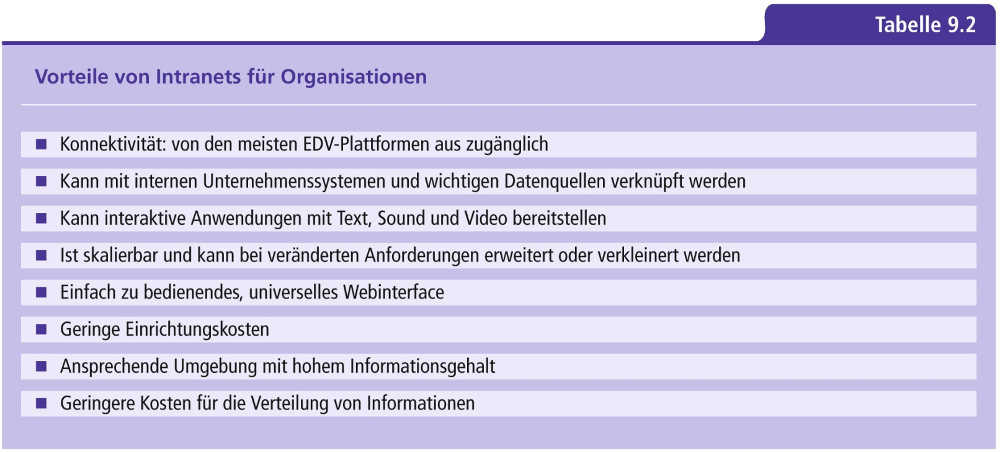 Tabelle 9.2
Vorteile von Intranets für Organisationen
Konnektivität: von den meisten EDV-Plattformen aus zugänglich
Kann mit internen Unternehmenssystemen und wichtigen Datenquellen verknüpft werden
Kann interaktive Anwendungen mit Text, Sound und Video bereitstellen
Ist skalierbar und kann bei veränderten Anforderungen erweitert oder verkleinert werden
Einfach zu bedienendes, universelles Webinterface
Geringe Einrichtungskosten
Ansprechende Umgebung mit hohem Informationsgehalt
Geringere Kosten für die Verteilung von Informationen